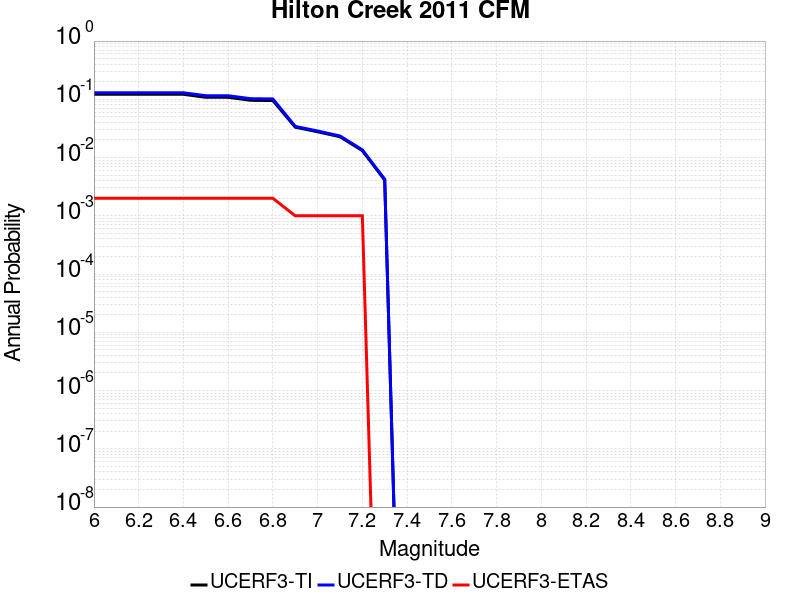 Hilton Creek 2011 CFM
10^0
10^-1
10^-2
10^-3
10^-4
10^-5
10^-6
10^-7
10^-8
Annual Probability
6 6.2 6.4 6.6 6.8 7 7.2 7.4 7.6 7.8 8 8.2 8.4 8.6 8.8 9
Magnitude
UCERF3-TI UCERF3-TD UCERF3-ETAS